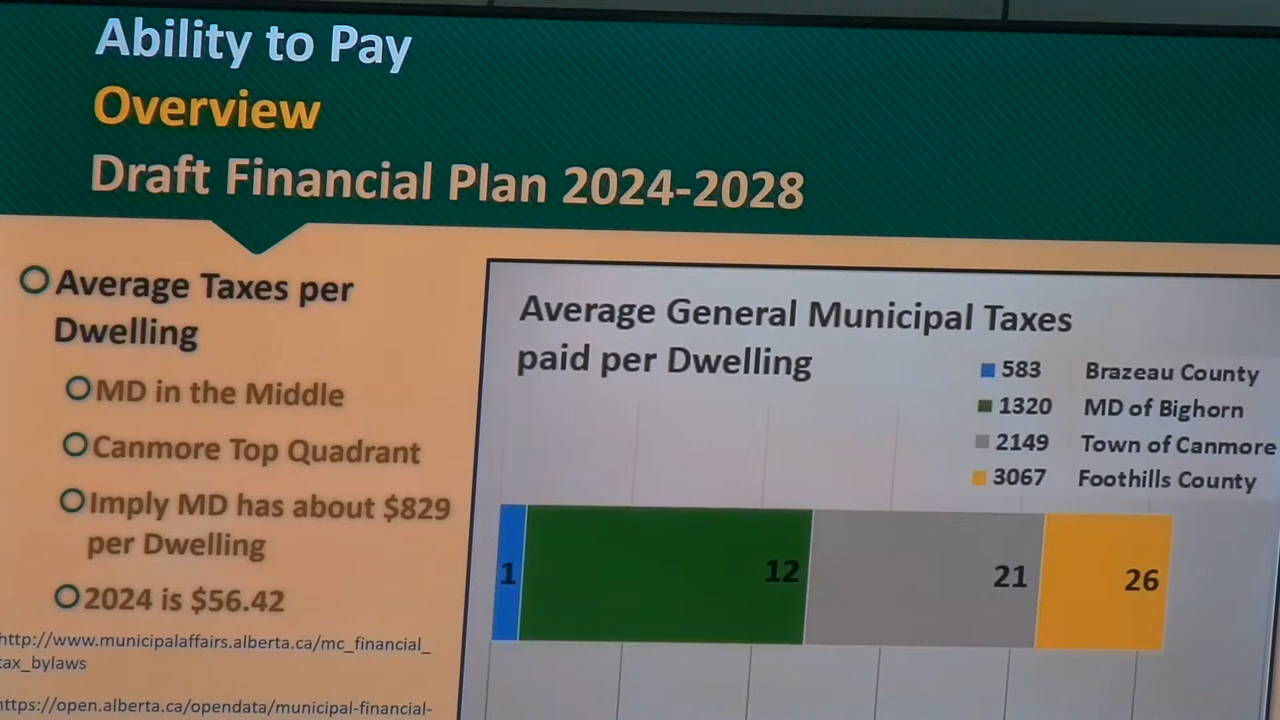 Ability to Pay
Overview
Draft Financial Plan 2024-2028
Average Taxes per
Dwelling
MD in the Middle
Canmore Top Quadrant
Imply MD has about $829
per Dwelling
2024 is $56.42
http://www.municipalaffairs.alberta.ca/mc_financial_
tax_bylaws
https://open.alberta.ca/opendata/municipal-financial-
Average General Municipal Taxes
paid per Dwelling
583 Brazeau County
1320 MD of Bighorn
2149 Town of Canmore
3067 Foothills County
1 12 21 26